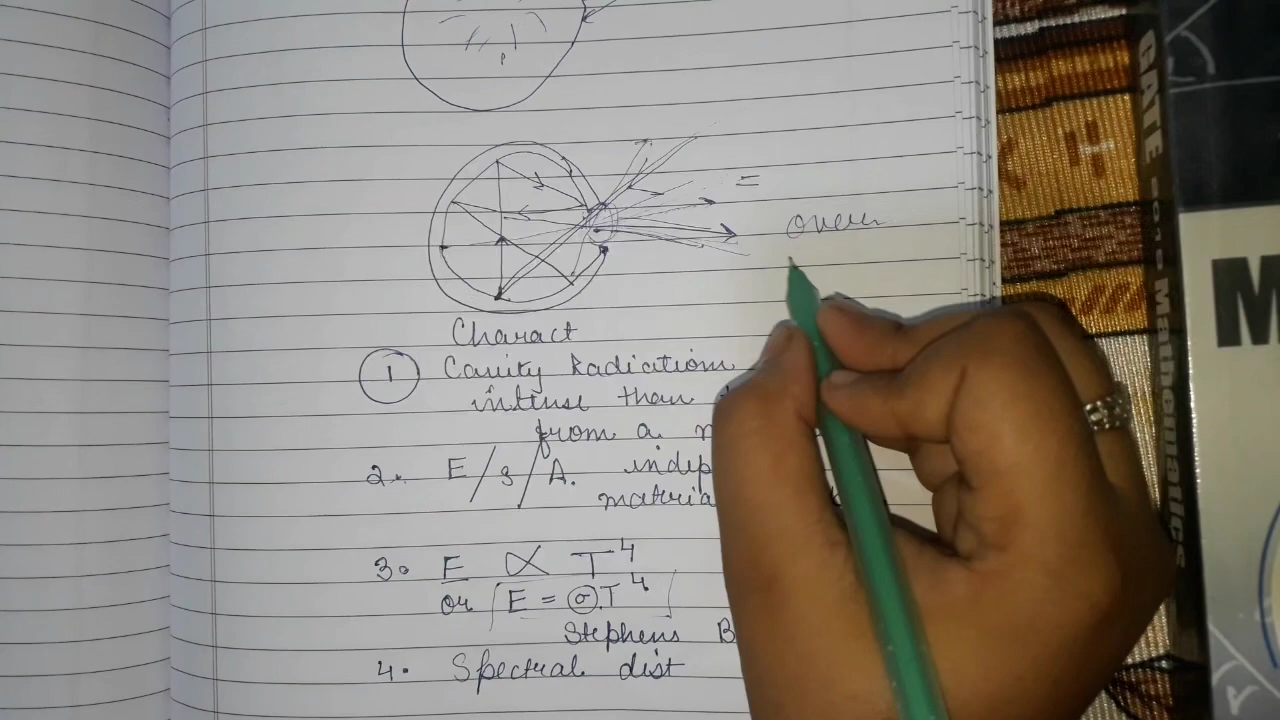 =
oven
Charact
1 Cavity Radiation
intense than
from a
2. E/s/A. indep
materia
3. E ∝ T⁴
or E = σ.T⁴
Stephens B
4. Spectral dist
GATE Mathematics
M